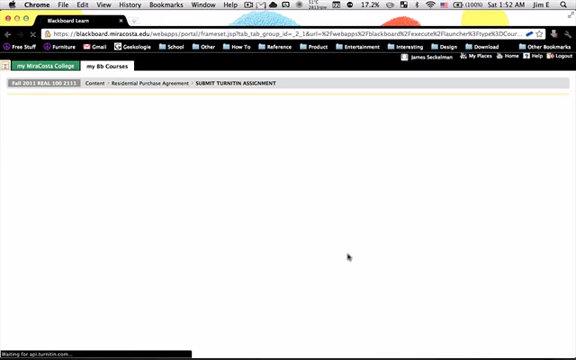 Chrome File Edit View History Bookmarks Window Help 17.2% (100%) Sat 1:52 AM Jim E
Blackboard Learn
https://blackboard.miracosta.edu/webapps/portal/frameset.jsp?tab_tab_group_id=_2_1&url=%2Fwebapps%2Fblackboard%2Fexecute%2Flauncher%3Ftype%3DCour...
Free Stuff Furniture Gmail Geekologie School Other Product Entertainment Interesting Design Download Other Bookmarks
James Seckelman My Places Home Help Logout
my MiraCosta College my Bb Courses
Fall 2011 REAL 100 2111 Content > Residential Purchase Agreement > SUBMIT TURNITIN ASSIGNMENT
Waiting for api.turnitin.com...